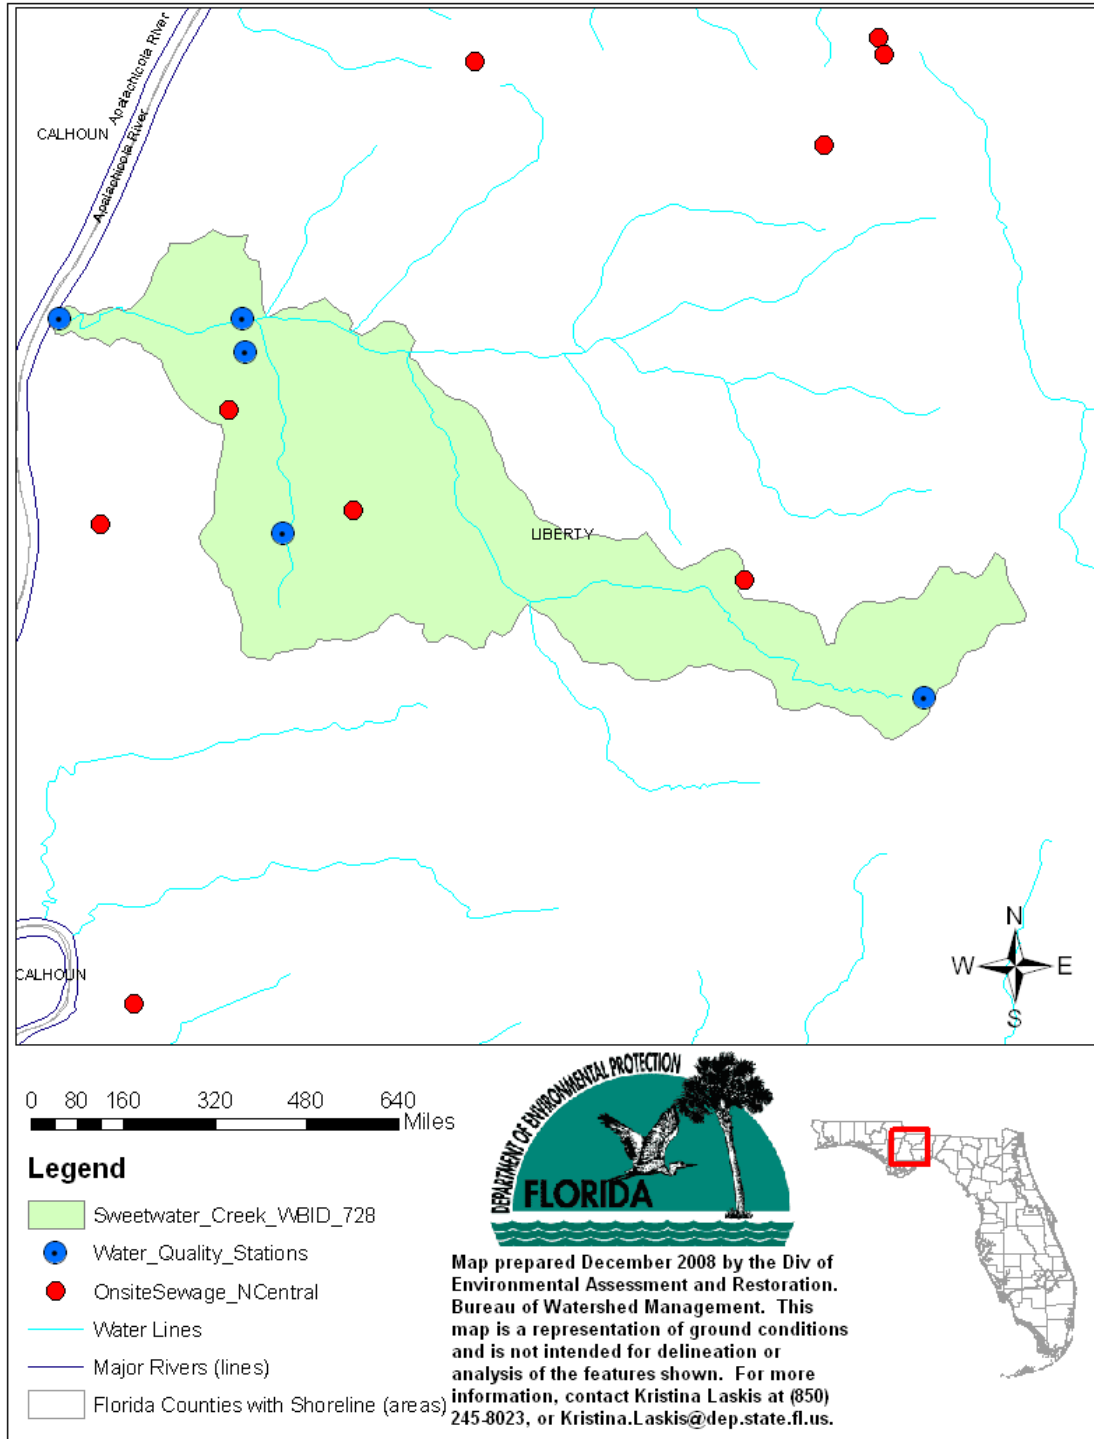 Apalachicola River
Apalachicola River
CALHOUN
LIBERTY
CALHOUN
N
W E
S
0 80 160 320 480 640
Miles
Legend
Sweetwater_Creek_WBID_728
Water_Quality_Stations
OnsiteSewage_NCentral
Water Lines
Major Rivers (lines)
Florida Counties with Shoreline (areas)
DEPARTMENT OF ENVIRONMENTAL PROTECTION
FLORIDA
Map prepared December 2008 by the Div of
Environmental Assessment and Restoration.
Bureau of Watershed Management. This
map is a representation of ground conditions
and is not intended for delineation or
analysis of the features shown. For more
information, contact Kristina Laskis at (850)
245-8023, or Kristina.Laskis@dep.state.fl.us.